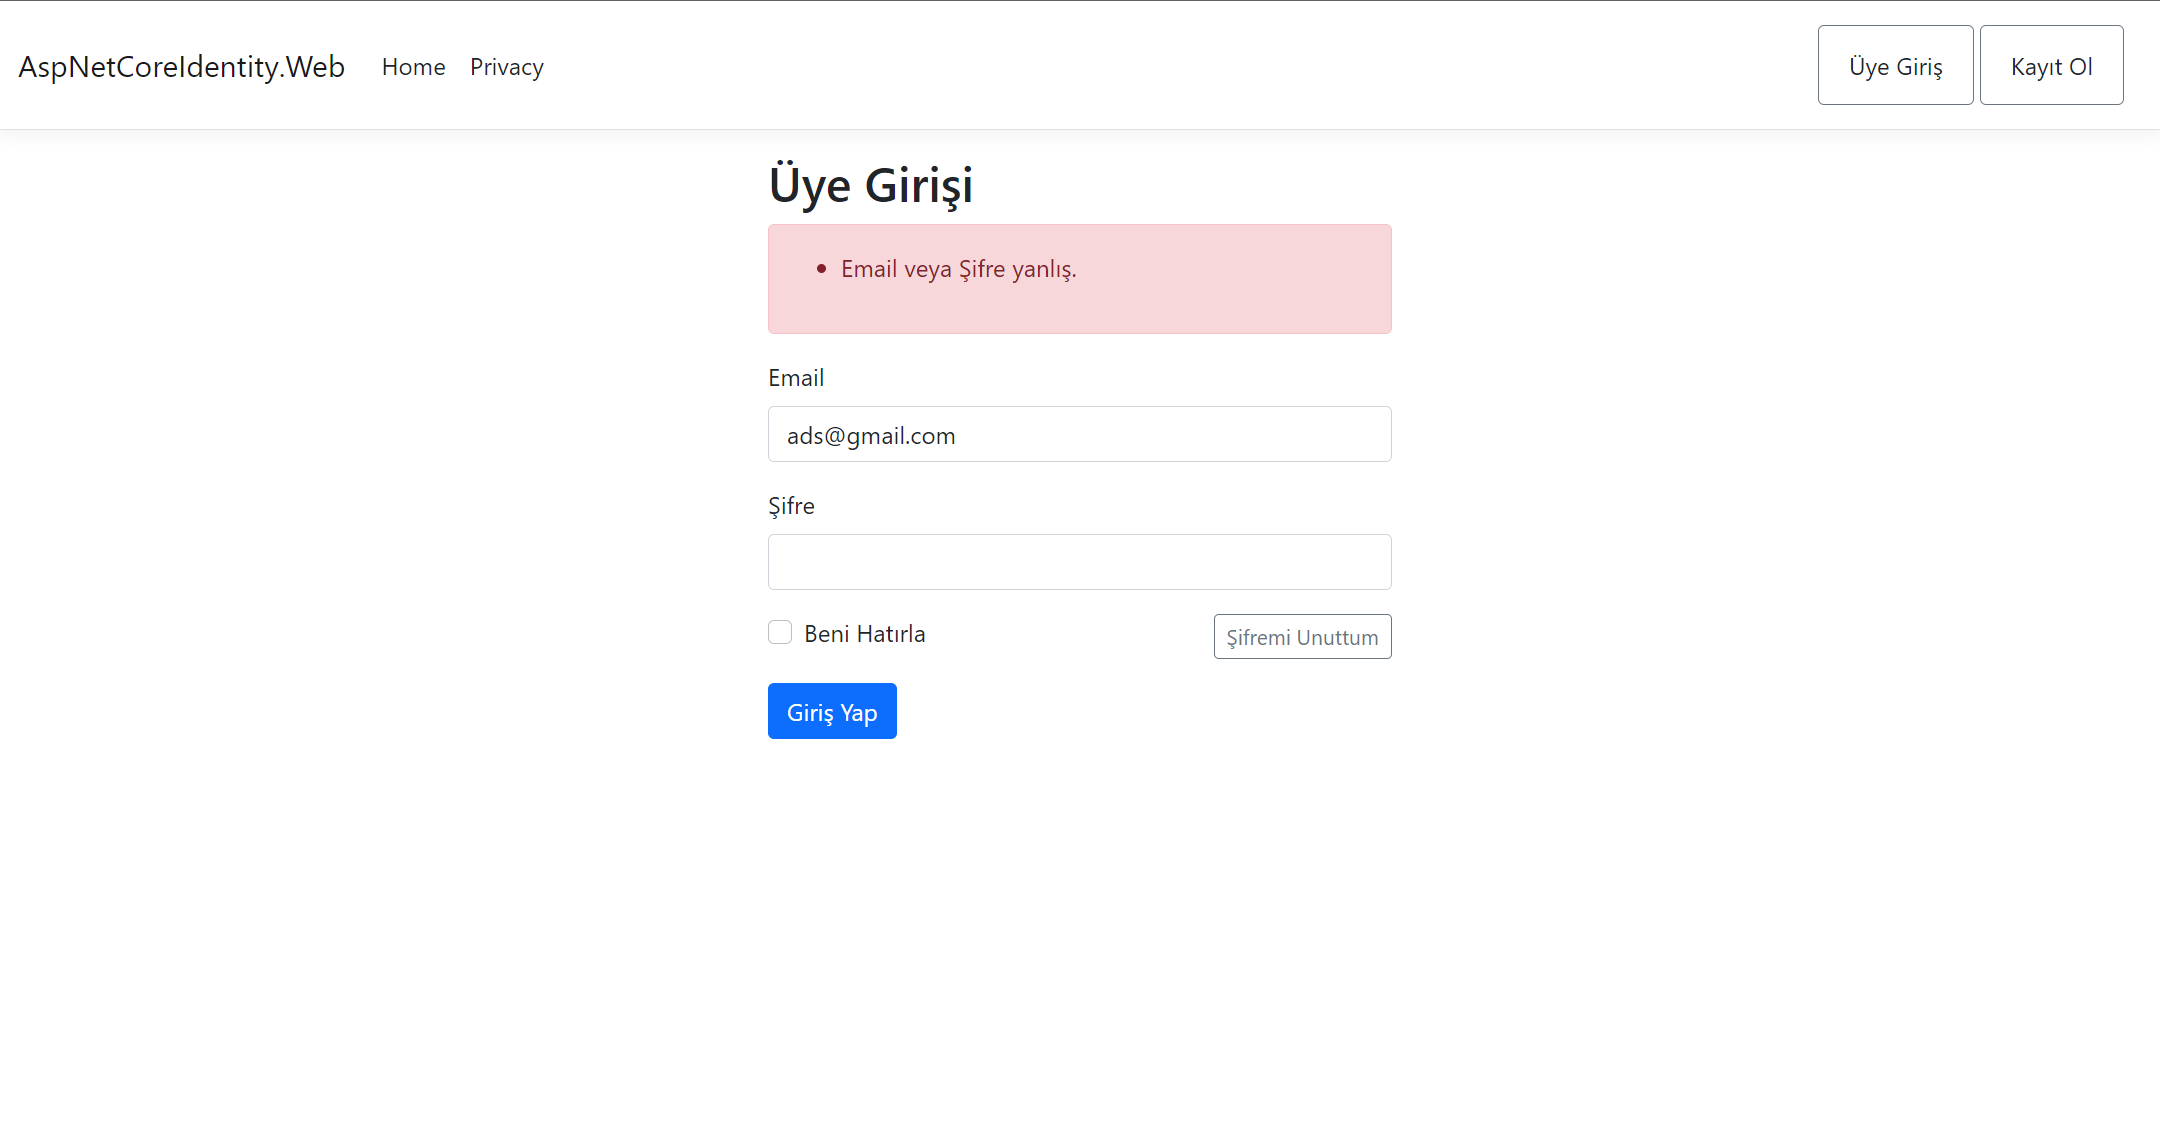 AspNetCoreIdentity.Web Home Privacy Üye Giriş Kayıt Ol
Üye Girişi
Email veya Şifre yanlış.
Email
ads@gmail.com
Şifre
Beni Hatırla Şifremi Unuttum
Giriş Yap